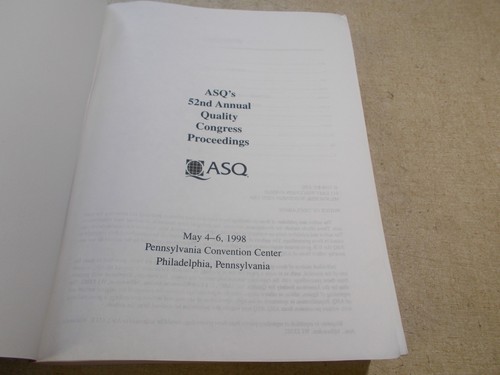 ASQ's
52nd Annual
Quality
Congress
Proceedings
ASQ
May 4–6, 1998
Pennsylvania Convention Center
Philadelphia, Pennsylvania